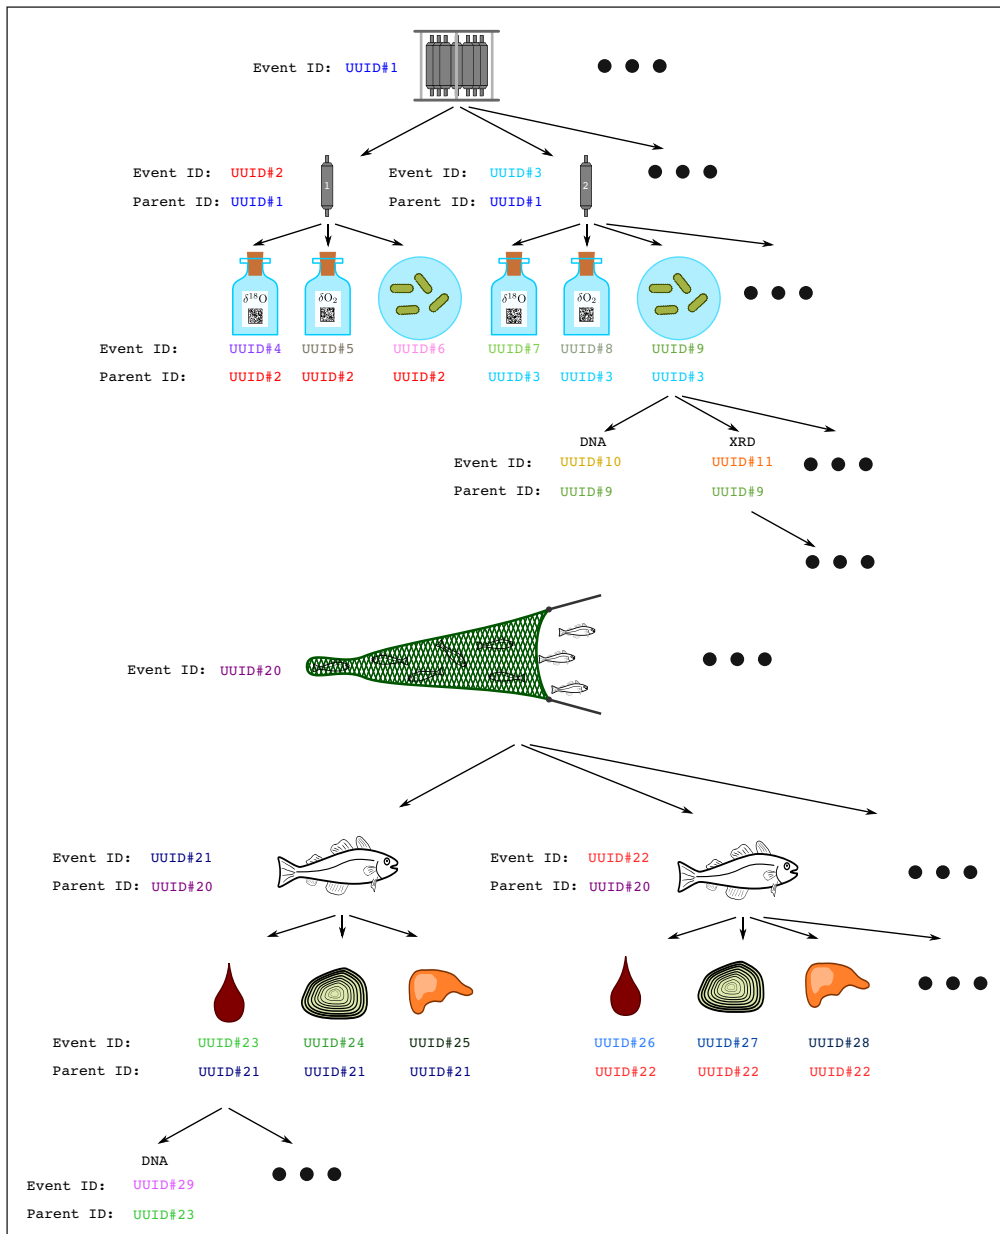 Event ID: UUID#1
Event ID: UUID#2 Event ID: UUID#3
1 2
Parent ID: UUID#1 Parent ID: UUID#1
δ¹⁸O δO₂ δ¹⁸O δO₂
Event ID: UUID#4 UUID#5 UUID#6 UUID#7 UUID#8 UUID#9
Parent ID: UUID#2 UUID#2 UUID#2 UUID#3 UUID#3 UUID#3
DNA XRD
Event ID: UUID#10 UUID#11
Parent ID: UUID#9 UUID#9
Event ID: UUID#20
Event ID: UUID#21 Event ID: UUID#22
Parent ID: UUID#20 Parent ID: UUID#20
Event ID: UUID#23 UUID#24 UUID#25 UUID#26 UUID#27 UUID#28
Parent ID: UUID#21 UUID#21 UUID#21 UUID#22 UUID#22 UUID#22
DNA
Event ID: UUID#29
Parent ID: UUID#23